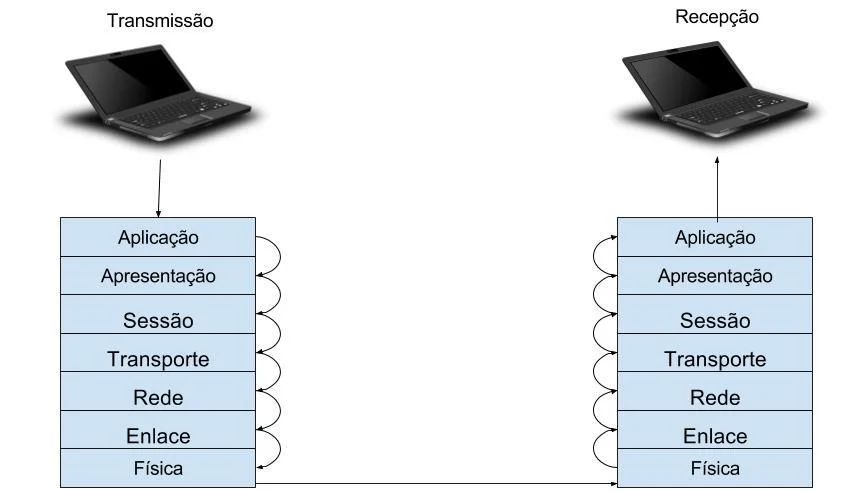 Transmissão
Recepção
Aplicação
Apresentação
Sessão
Transporte
Rede
Enlace
Física
Aplicação
Apresentação
Sessão
Transporte
Rede
Enlace
Física